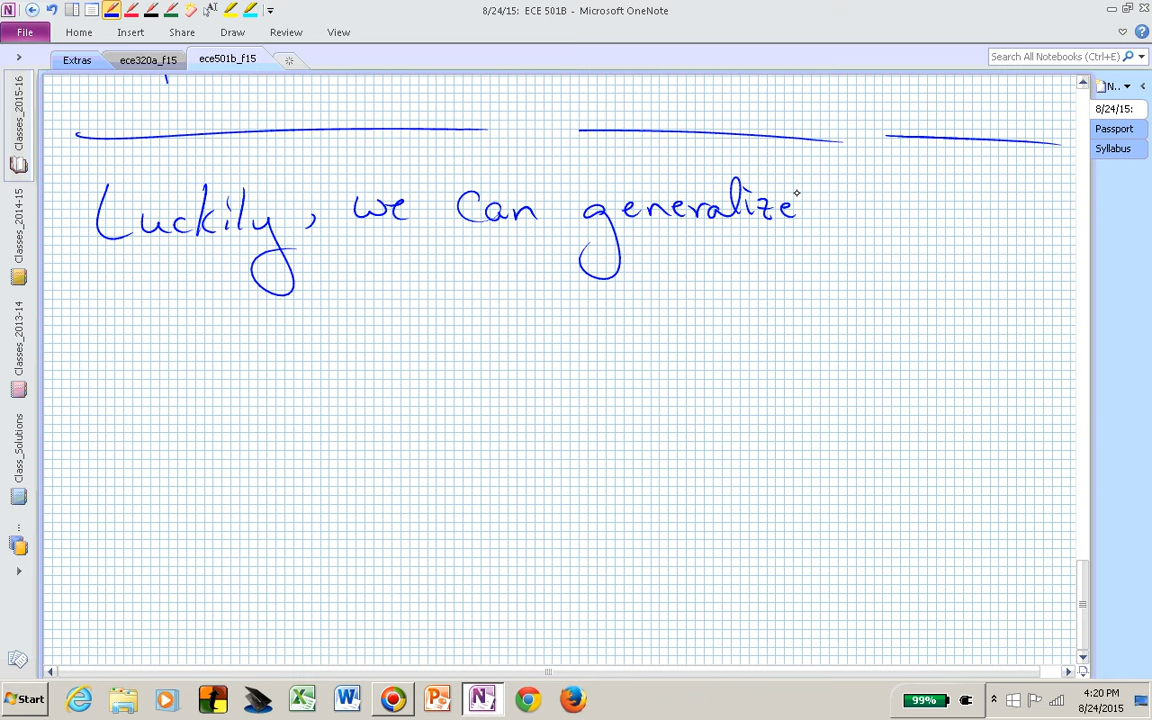 8/24/15: ECE 501B - Microsoft OneNote
File Home Insert Share Draw Review View
Extras ece320a_f15 ece501b_f15 Search All Notebooks (Ctrl+E)
N..
8/24/15:
Passport
Syllabus
Classes_2015-16
Classes_2014-15
Classes_2013-14
Class_Solutions
Luckily, we can generalize
Start 99% 4:20 PM
8/24/2015